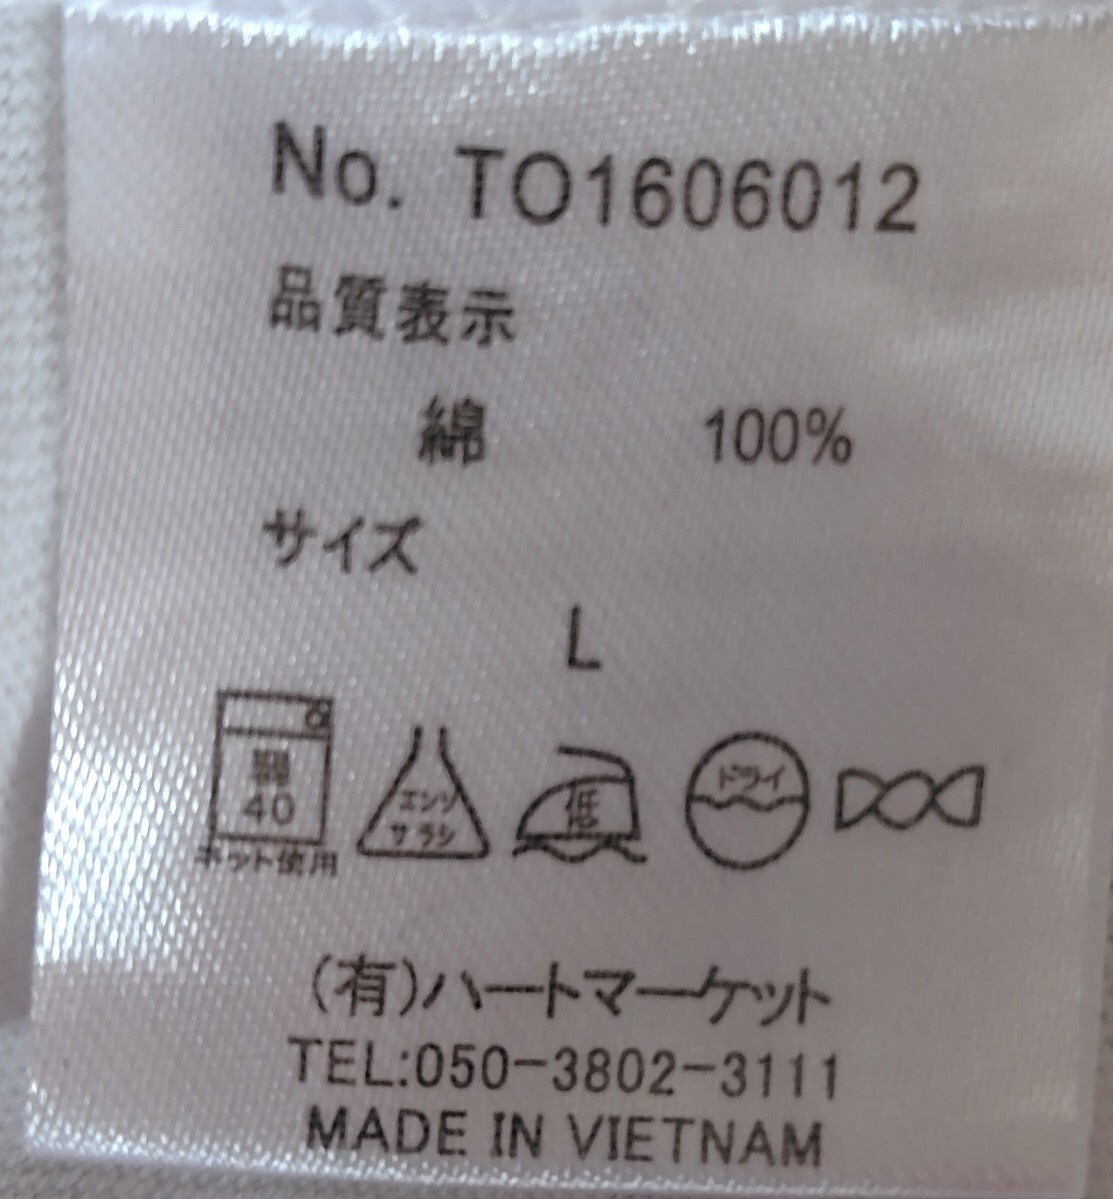 No. TO1606012
品質表示
綿 100%
サイズ
L
弱
40
ネット使用
エンソ
サラシ
低
ドライ
(有)ハートマーケット
TEL:050-3802-3111
MADE IN VIETNAM